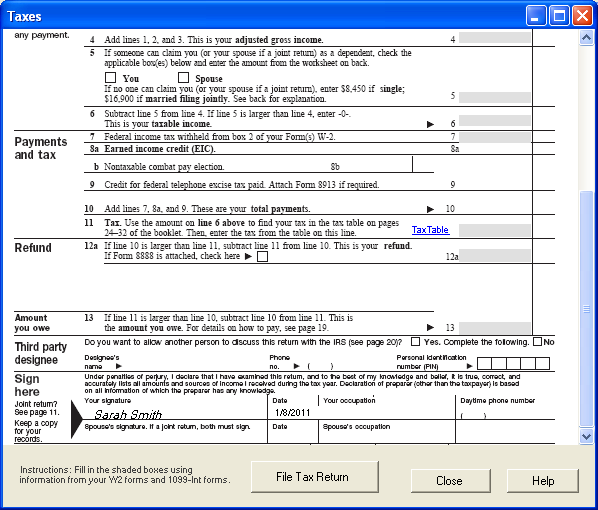 Taxes
any payment.
4 Add lines 1, 2, and 3. This is your adjusted gross income. 4
5 If someone can claim you (or your spouse if a joint return) as a dependent, check the
applicable box(es) below and enter the amount from the worksheet on back.
You Spouse
If no one can claim you (or your spouse if a joint return), enter $8,450 if single;
$16,900 if married filing jointly. See back for explanation. 5
6 Subtract line 5 from line 4. If line 5 is larger than line 4, enter -0-.
This is your taxable income. ▶ 6
Payments
and tax
7 Federal income tax withheld from box 2 of your Form(s) W-2. 7
8a Earned income credit (EIC). 8a
b Nontaxable combat pay election. 8b
9 Credit for federal telephone excise tax paid. Attach Form 8913 if required. 9
10 Add lines 7, 8a, and 9. These are your total payments. ▶ 10
11 Tax. Use the amount on line 6 above to find your tax in the tax table on pages
24–32 of the booklet. Then, enter the tax from the table on this line. TaxTable
Refund
12a If line 10 is larger than line 11, subtract line 11 from line 10. This is your refund.
If Form 8888 is attached, check here ▶ 12a
Amount
you owe
13 If line 11 is larger than line 10, subtract line 10 from line 11. This is
the amount you owe. For details on how to pay, see page 19. ▶ 13
Third party
designee
Do you want to allow another person to discuss this return with the IRS (see page 20)? Yes. Complete the following. No
Designee's
name ▶
Phone
no. ▶ ( )
Personal identification
number (PIN) ▶
Sign
here
Joint return?
See page 11.
Keep a copy
for your
records.
Under penalties of perjury, I declare that I have examined this return, and to the best of my knowledge and belief, it is true, correct, and
accurately lists all amounts and sources of income I received during the tax year. Declaration of preparer (other than the taxpayer) is based
on all information of which the preparer has any knowledge.
Your signature Date Your occupation Daytime phone number
Sarah Smith 1/8/2011 ( )
Spouse's signature. If a joint return, both must sign. Date Spouse's occupation
Instructions: Fill in the shaded boxes using
information from your W2 forms and 1099-Int forms.
File Tax Return
Close
Help